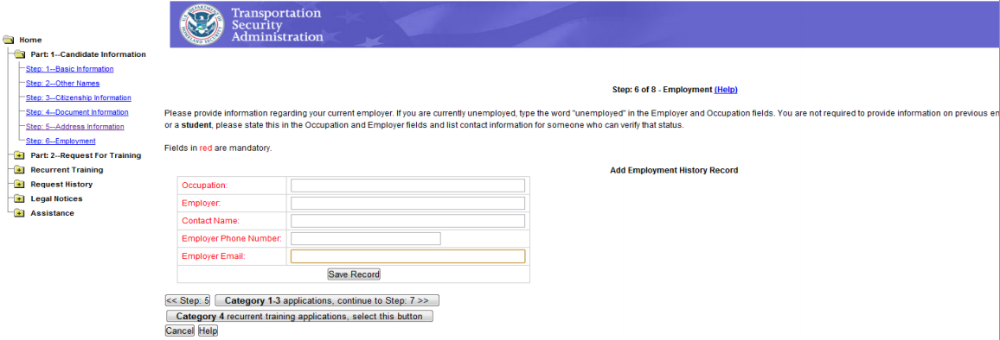 Transportation
Security
Administration
U.S. DEPARTMENT OF
HOMELAND SECURITY
Home
Part: 1--Candidate Information
Step: 1--Basic Information
Step: 2--Other Names
Step: 3--Citizenship Information
Step: 4--Document Information
Step: 5--Address Information
Step: 6--Employment
Part: 2--Request For Training
Recurrent Training
Request History
Legal Notices
Assistance
Step: 6 of 8 - Employment (Help)
Please provide information regarding your current employer. If you are currently unemployed, type the word "unemployed" in the Employer and Occupation fields. You are not required to provide information on previous
or a student, please state this in the Occupation and Employer fields and list contact information for someone who can verify that status.
Fields in red are mandatory.
Add Employment History Record
Occupation:
Employer:
Contact Name:
Employer Phone Number:
Employer Email:
Save Record
<< Step: 5
Category 1-3 applications, continue to Step: 7 >>
Category 4 recurrent training applications, select this button
Cancel Help